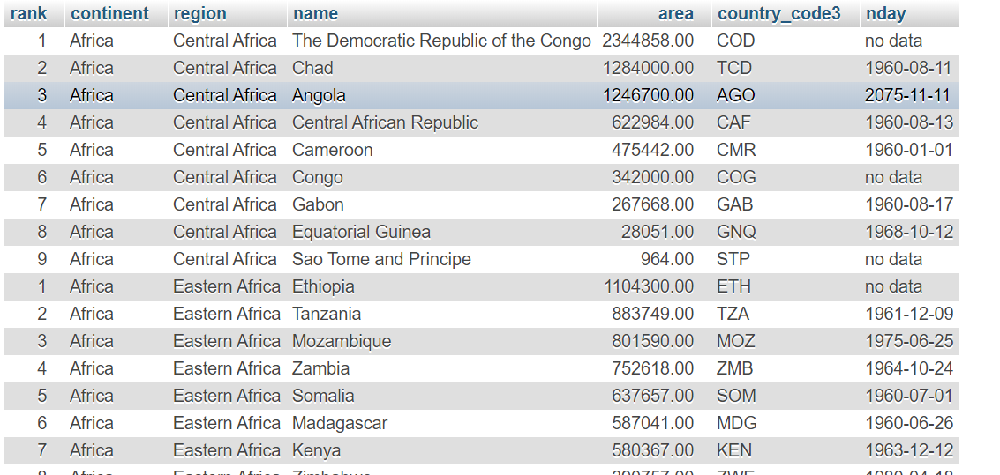 rank continent region name area country_code3 nday
1 Africa Central Africa The Democratic Republic of the Congo 2344858.00 COD no data
2 Africa Central Africa Chad 1284000.00 TCD 1960-08-11
3 Africa Central Africa Angola 1246700.00 AGO 2075-11-11
4 Africa Central Africa Central African Republic 622984.00 CAF 1960-08-13
5 Africa Central Africa Cameroon 475442.00 CMR 1960-01-01
6 Africa Central Africa Congo 342000.00 COG no data
7 Africa Central Africa Gabon 267668.00 GAB 1960-08-17
8 Africa Central Africa Equatorial Guinea 28051.00 GNQ 1968-10-12
9 Africa Central Africa Sao Tome and Principe 964.00 STP no data
1 Africa Eastern Africa Ethiopia 1104300.00 ETH no data
2 Africa Eastern Africa Tanzania 883749.00 TZA 1961-12-09
3 Africa Eastern Africa Mozambique 801590.00 MOZ 1975-06-25
4 Africa Eastern Africa Zambia 752618.00 ZMB 1964-10-24
5 Africa Eastern Africa Somalia 637657.00 SOM 1960-07-01
6 Africa Eastern Africa Madagascar 587041.00 MDG 1960-06-26
7 Africa Eastern Africa Kenya 580367.00 KEN 1963-12-12